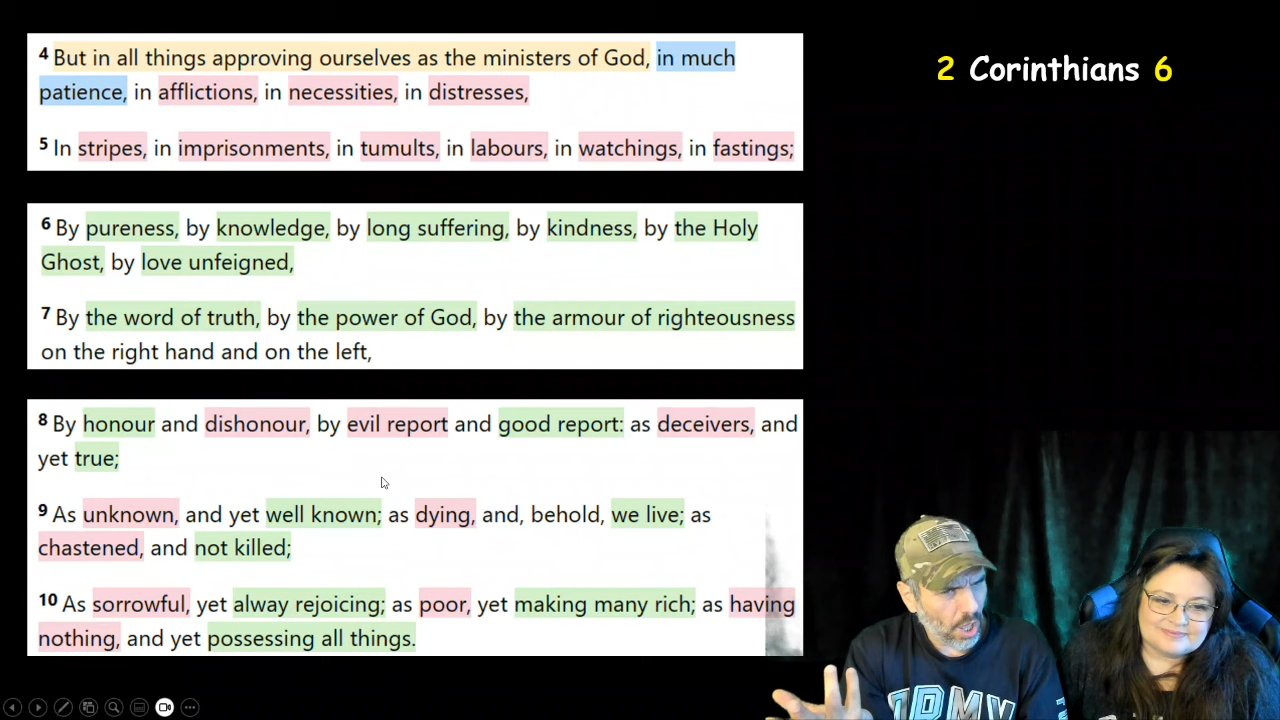 4 But in all things approving ourselves as the ministers of God, in much
patience, in afflictions, in necessities, in distresses,
5 In stripes, in imprisonments, in tumults, in labours, in watchings, in fastings;
6 By pureness, by knowledge, by long suffering, by kindness, by the Holy
Ghost, by love unfeigned,
7 By the word of truth, by the power of God, by the armour of righteousness
on the right hand and on the left,
8 By honour and dishonour, by evil report and good report: as deceivers, and
yet true;
9 As unknown, and yet well known; as dying, and, behold, we live; as
chastened, and not killed;
10 As sorrowful, yet alway rejoicing; as poor, yet making many rich; as having
nothing, and yet possessing all things.
2 Corinthians 6